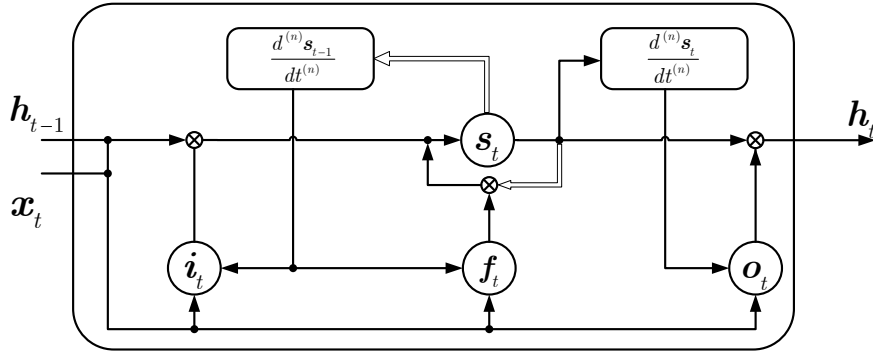 d^{(n)} s_{t-1}
dt^{(n)}
d^{(n)} s_t
dt^{(n)}
h_{t-1}
h_t
s_t
x_t
i_t
f_t
o_t